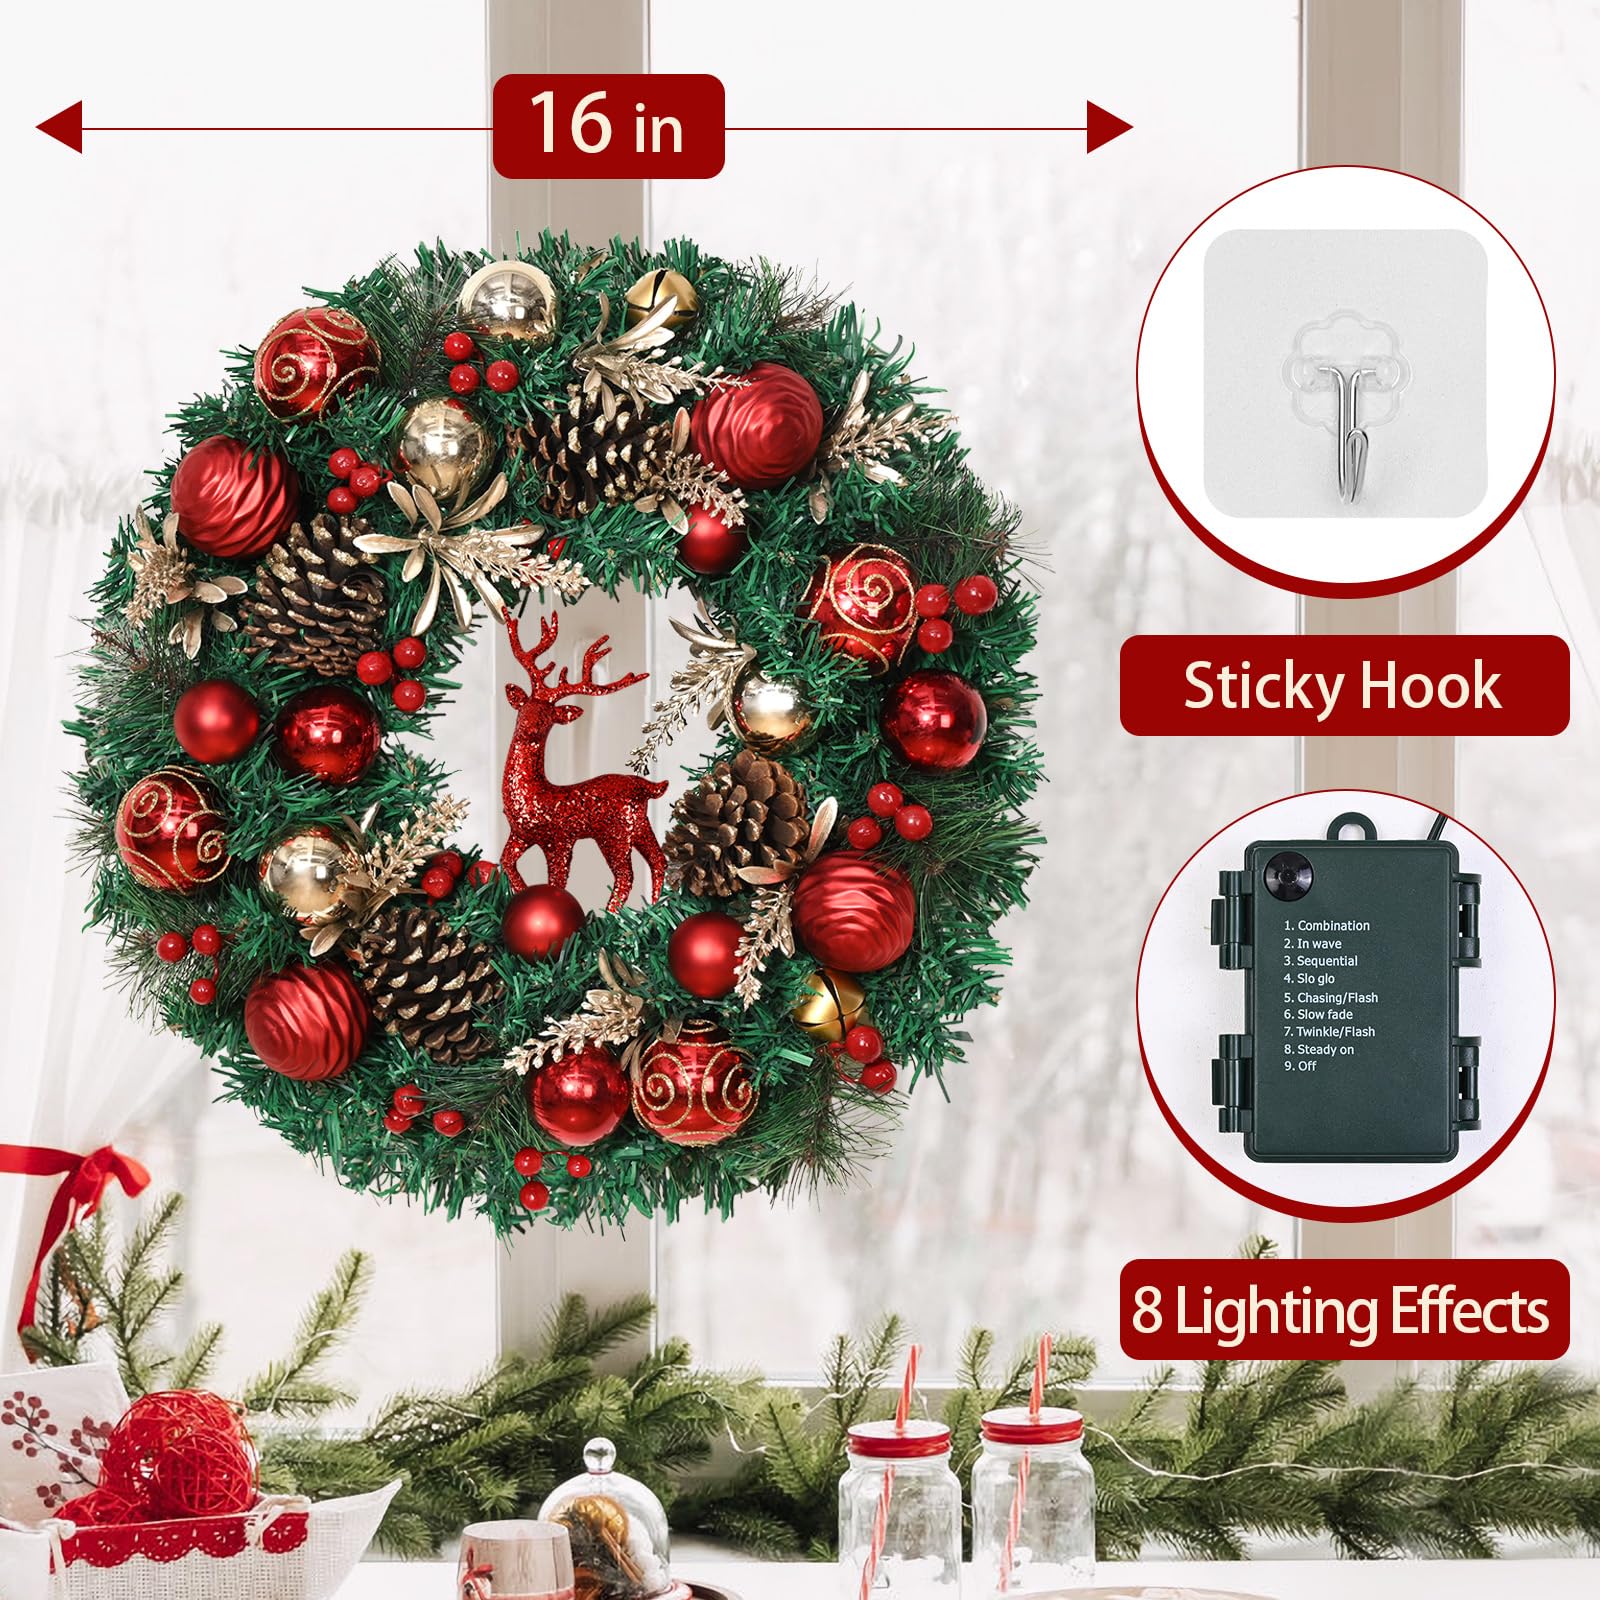 16 in
Sticky Hook
1. Combination
2. In wave
3. Sequential
4. Slo glo
5. Chasing/Flash
6. Slow fade
7. Twinkle/Flash
8. Steady on
9. Off
8 Lighting Effects